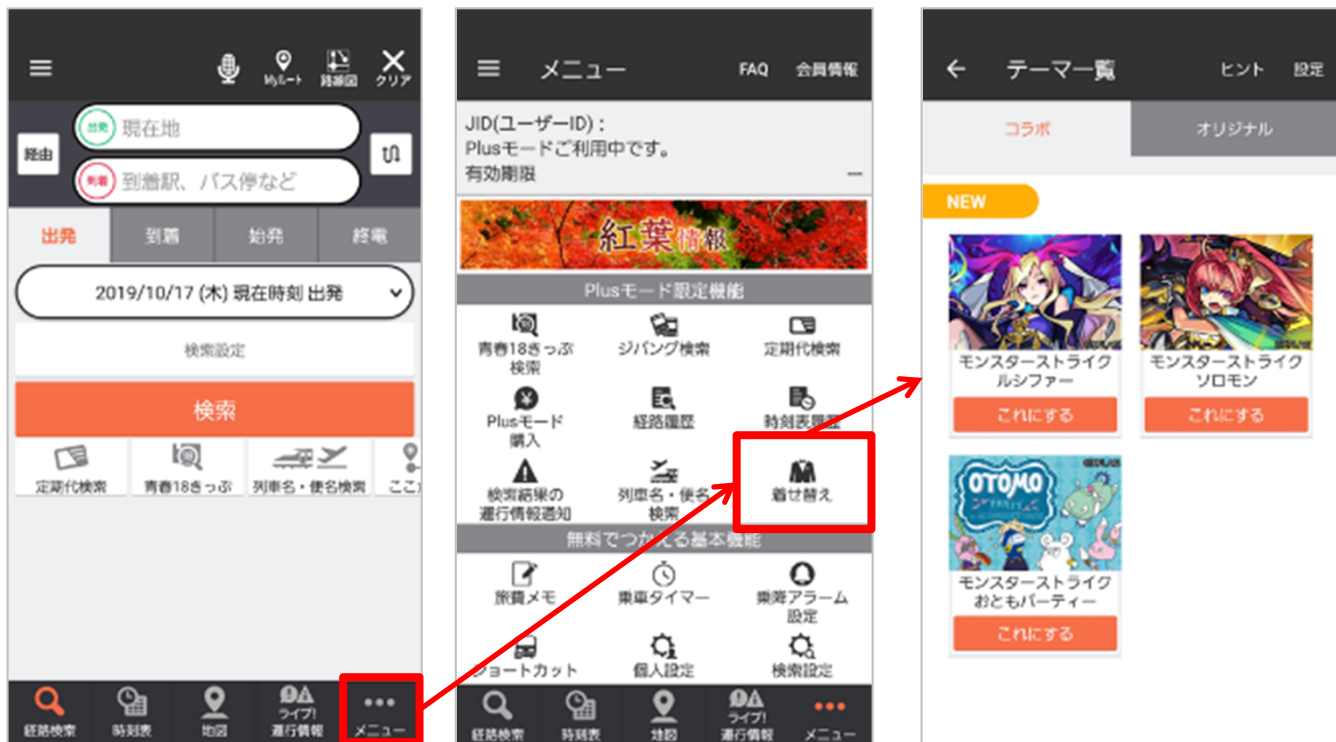 Myルート
路線図
クリア
経由
出発
現在地
到着
到着駅、バス停など
出発
到着
始発
終電
2019/10/17 (木) 現在時刻 出発
検索設定
検索
定期代検索
青春18きっぷ
列車名・便名検索
経路検索
時刻表
地図
ライブ!
運行情報
メニュー
メニュー
FAQ
会員情報
JID(ユーザーID)：
Plusモードご利用中です。
有効期限
---
紅葉情報
Plusモード限定機能
青春18きっぷ
検索
ジパング検索
定期代検索
Plusモード
購入
経路履歴
時刻表履歴
検索結果の
運行情報通知
列車名・便名
検索
着せ替え
無料でつかえる基本機能
旅費メモ
乗車タイマー
乗降アラーム
設定
ショートカット
個人設定
検索設定
経路検索
時刻表
地図
ライブ!
運行情報
メニュー
テーマ一覧
ヒント
設定
コラボ
オリジナル
NEW
モンスターストライク
ルシファー
これにする
モンスターストライク
ソロモン
これにする
OTOMO
モンスターストライク
おともパーティー
これにする